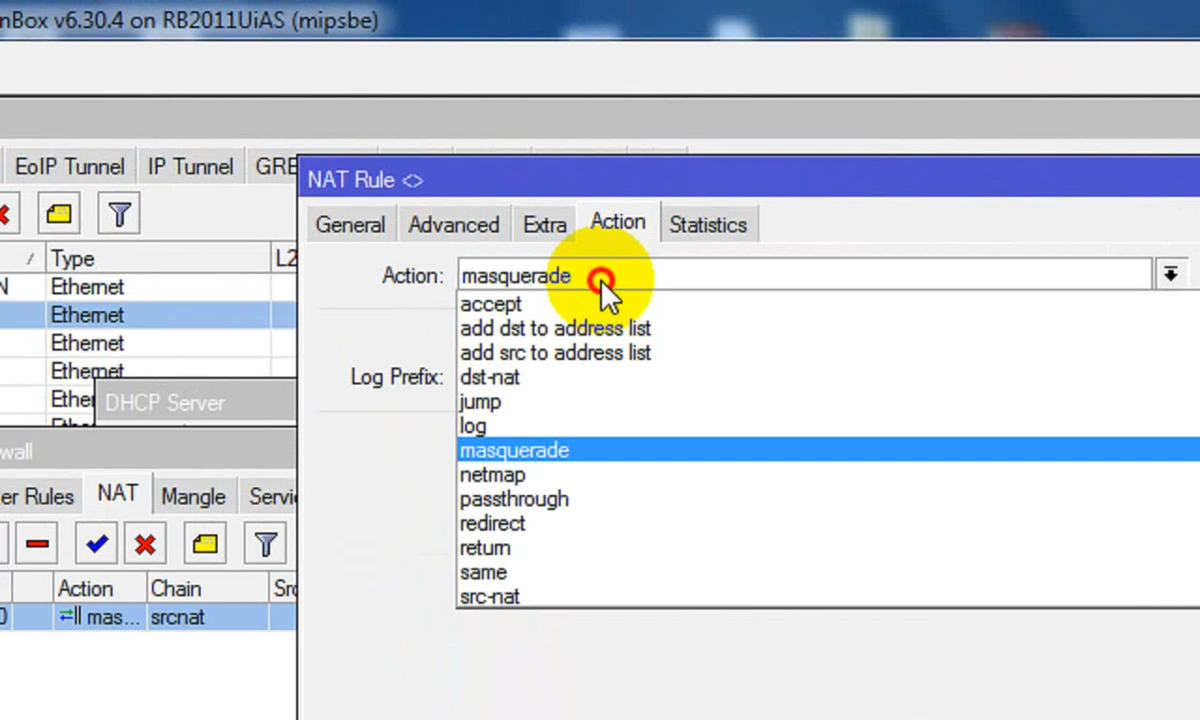 nBox v6.30.4 on RB2011UiAS (mipsbe)
EoIP Tunnel
IP Tunnel
GRE
Type
L2
N
Ethernet
Ethernet
Ethernet
Ethernet
Ether
DHCP Server
wall
er Rules
NAT
Mangle
Servi
Action
Chain
Src
0
mas...
srcnat
NAT Rule <>
General
Advanced
Extra
Action
Statistics
Action:
masquerade
accept
add dst to address list
add src to address list
dst-nat
Log Prefix:
jump
log
masquerade
netmap
passthrough
redirect
return
same
src-nat